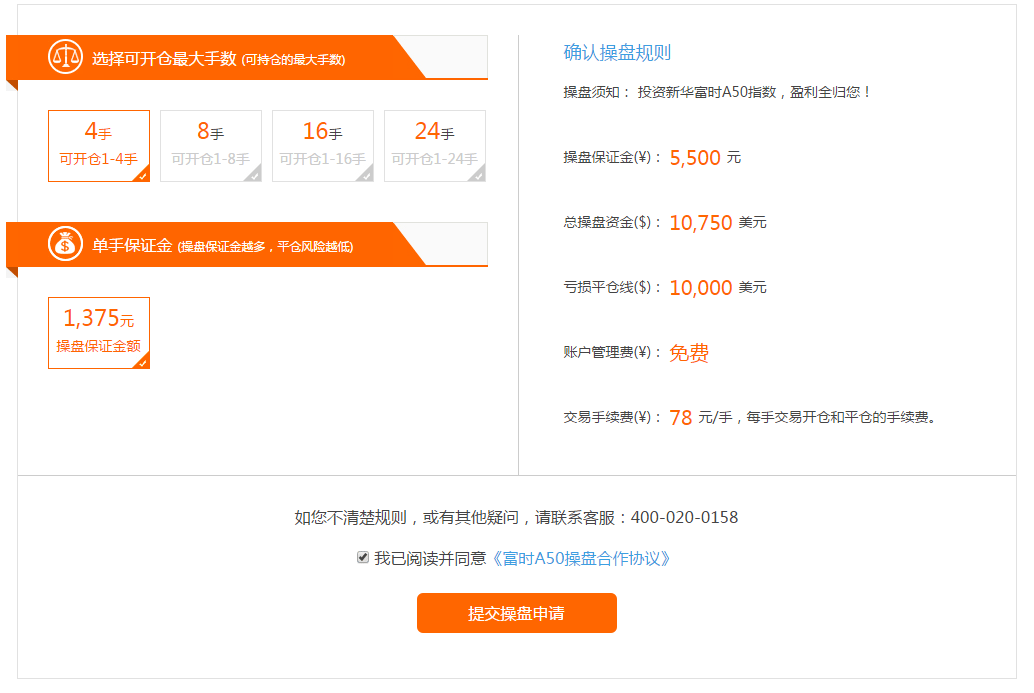 选择可开仓最大手数 (可持仓的最大手数)
4手
可开仓1-4手
8手
可开仓1-8手
16手
可开仓1-16手
24手
可开仓1-24手
单手保证金 (操盘保证金越多，平仓风险越低)
1,375元
操盘保证金额
确认操盘规则
操盘须知： 投资新华富时A50指数，盈利全归您！
操盘保证金(¥)： 5,500 元
总操盘资金($)： 10,750 美元
亏损平仓线($)： 10,000 美元
账户管理费(¥)： 免费
交易手续费(¥)： 78 元/手，每手交易开仓和平仓的手续费。
如您不清楚规则，或有其他疑问，请联系客服：400-020-0158
我已阅读并同意《富时A50操盘合作协议》
提交操盘申请